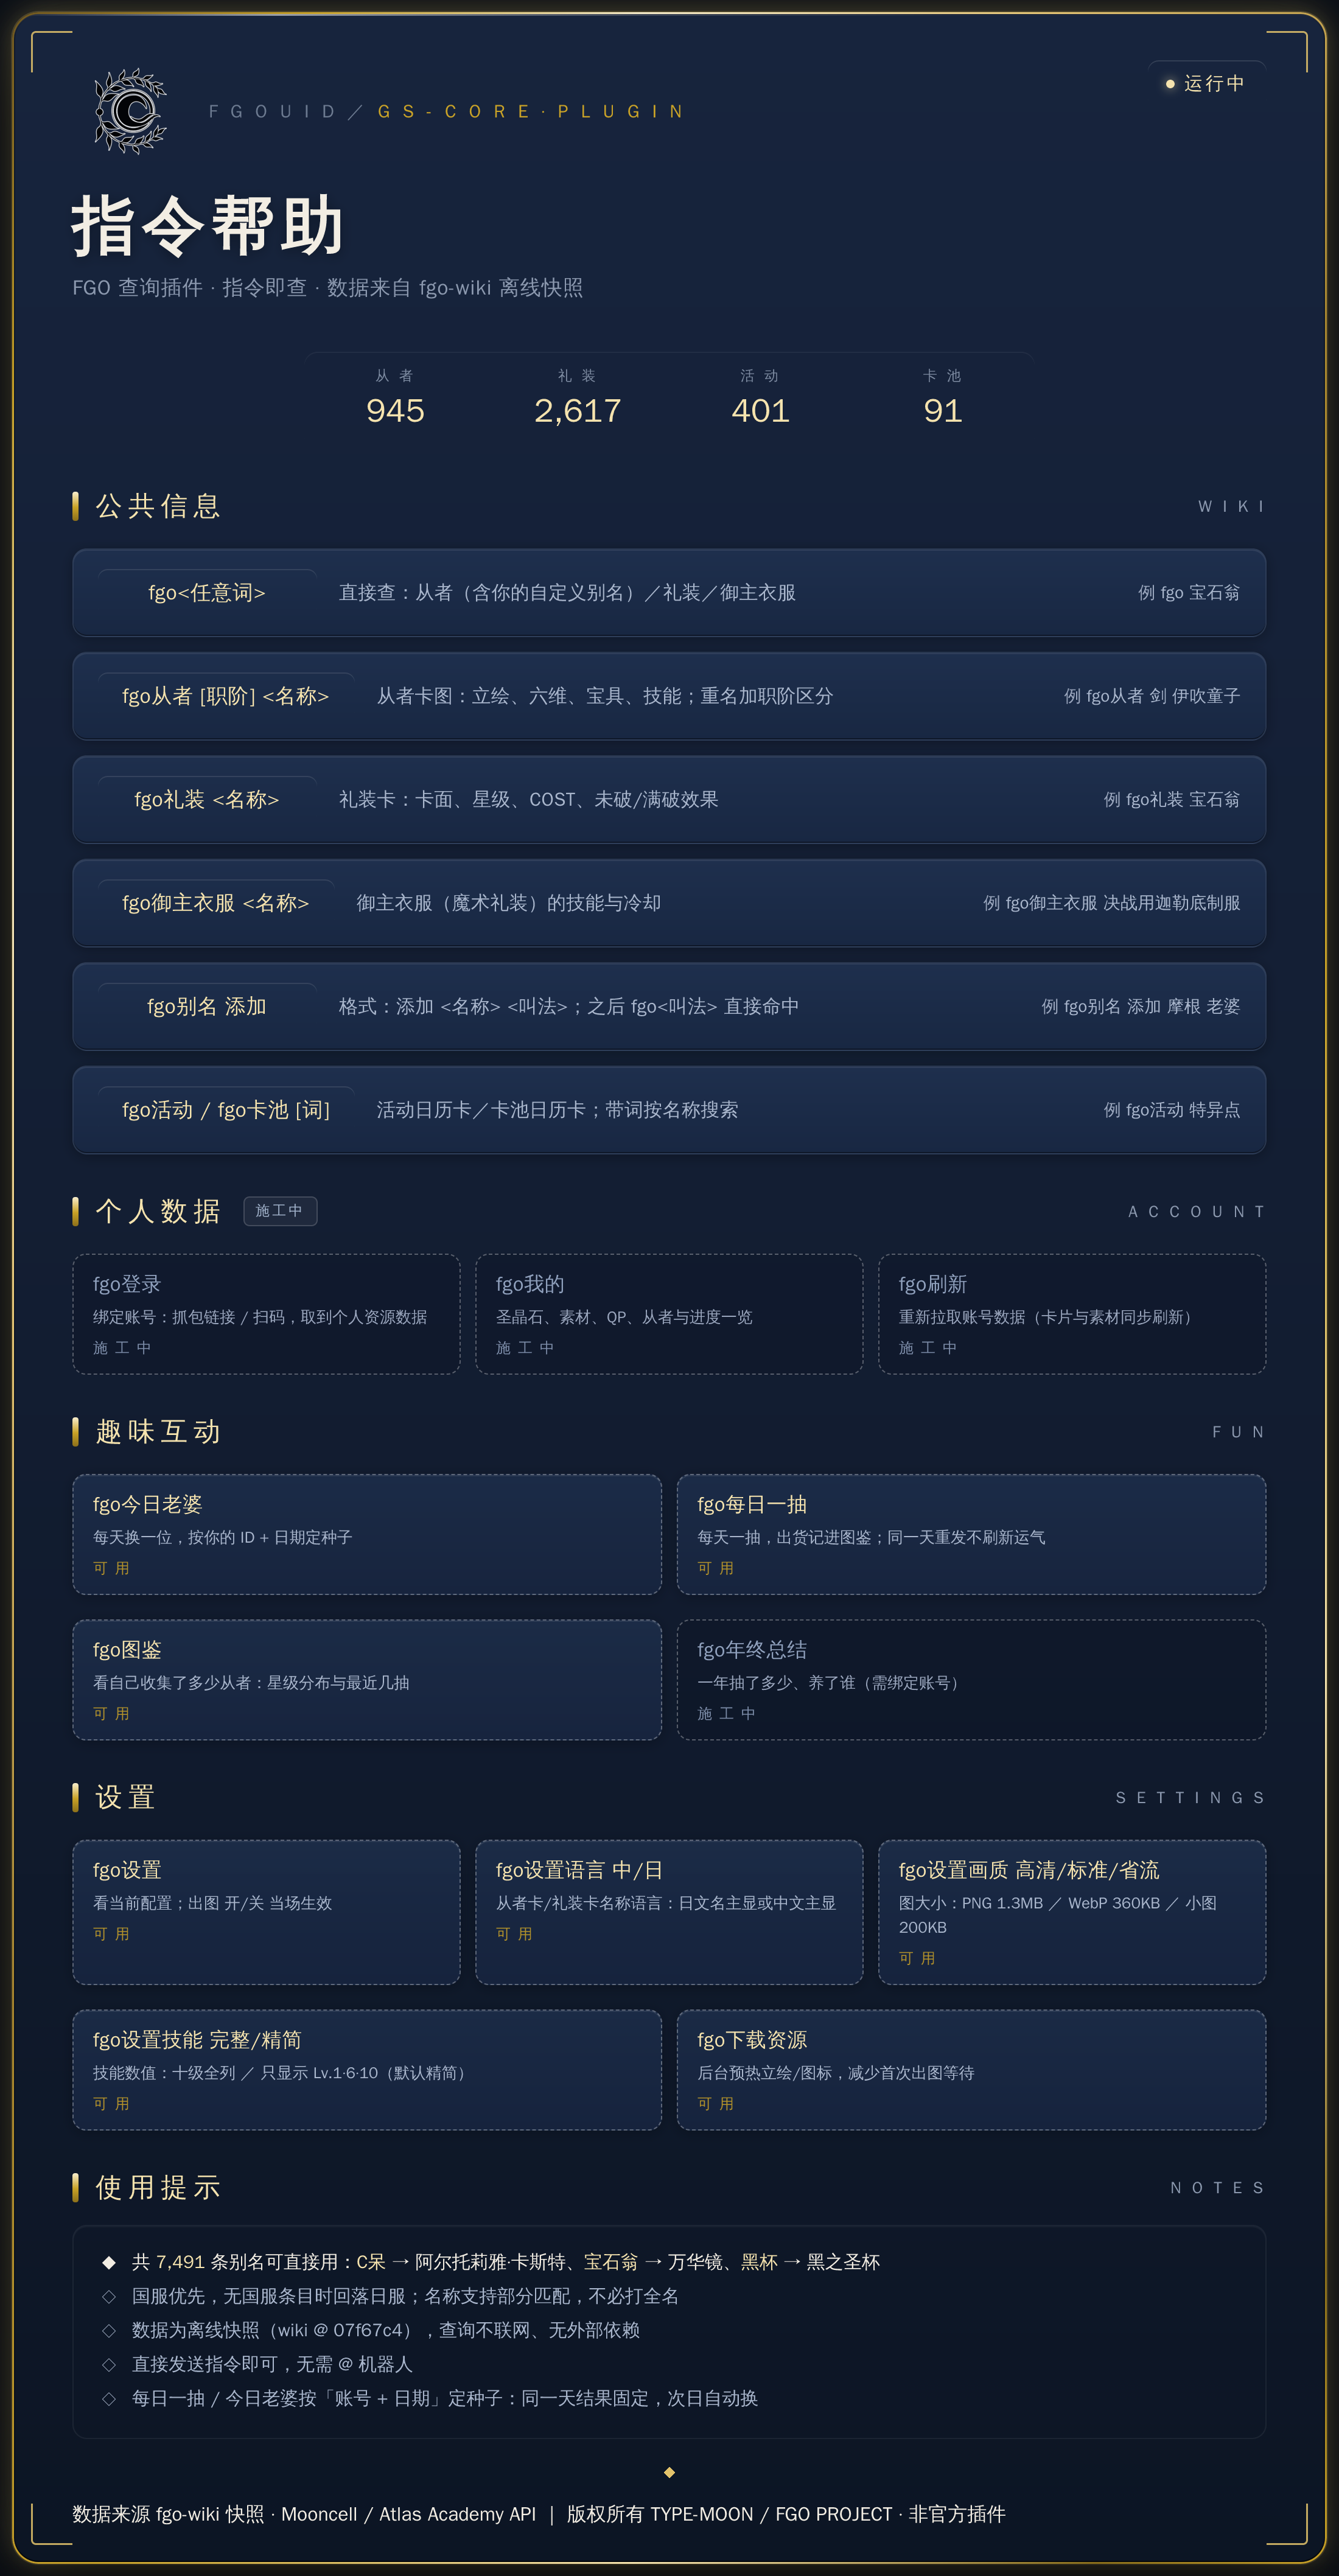 FGOUID／GS-CORE·PLUGIN
运行中
指令帮助
FGO 查询插件 · 指令即查 · 数据来自 fgo-wiki 离线快照
从者 礼装 活动 卡池
945 2,617 401 91
公共信息 WIKI
fgo<任意词> 直接查：从者（含你的自定义别名）／礼装／御主衣服 例 fgo 宝石翁
fgo从者 [职阶] <名称> 从者卡图：立绘、六维、宝具、技能；重名加职阶区分 例 fgo从者 剑 伊吹童子
fgo礼装 <名称> 礼装卡：卡面、星级、COST、未破/满破效果 例 fgo礼装 宝石翁
fgo御主衣服 <名称> 御主衣服（魔术礼装）的技能与冷却 例 fgo御主衣服 决战用迦勒底制服
fgo别名 添加 格式：添加 <名称> <叫法>；之后 fgo<叫法> 直接命中 例 fgo别名 添加 摩根 老婆
fgo活动 / fgo卡池 [词] 活动日历卡／卡池日历卡；带词按名称搜索 例 fgo活动 特异点
个人数据 施工中 ACCOUNT
fgo登录
绑定账号：抓包链接 / 扫码，取到个人资源数据
施工中
fgo我的
圣晶石、素材、QP、从者与进度一览
施工中
fgo刷新
重新拉取账号数据（卡片与素材同步刷新）
施工中
趣味互动 FUN
fgo今日老婆
每天换一位，按你的 ID + 日期定种子
可用
fgo每日一抽
每天一抽，出货记进图鉴；同一天重发不刷新运气
可用
fgo图鉴
看自己收集了多少从者：星级分布与最近几抽
可用
fgo年终总结
一年抽了多少、养了谁（需绑定账号）
施工中
设置 SETTINGS
fgo设置
看当前配置；出图 开/关 当场生效
可用
fgo设置语言 中/日
从者卡/礼装卡名称语言：日文名主显或中文主显
可用
fgo设置画质 高清/标准/省流
图大小：PNG 1.3MB ／ WebP 360KB ／ 小图
200KB
可用
fgo设置技能 完整/精简
技能数值：十级全列 ／ 只显示 Lv.1·6·10（默认精简）
可用
fgo下载资源
后台预热立绘/图标，减少首次出图等待
可用
使用提示 NOTES
◆ 共 7,491 条别名可直接用：C呆 → 阿尔托莉雅·卡斯特、宝石翁 → 万华镜、黑杯 → 黑之圣杯
◇ 国服优先，无国服条目时回落日服；名称支持部分匹配，不必打全名
◇ 数据为离线快照（wiki @ 07f67c4），查询不联网、无外部依赖
◇ 直接发送指令即可，无需 @ 机器人
◇ 每日一抽 / 今日老婆按「账号 + 日期」定种子：同一天结果固定，次日自动换
数据来源 fgo-wiki 快照 · Mooncell / Atlas Academy API ｜ 版权所有 TYPE-MOON / FGO PROJECT · 非官方插件